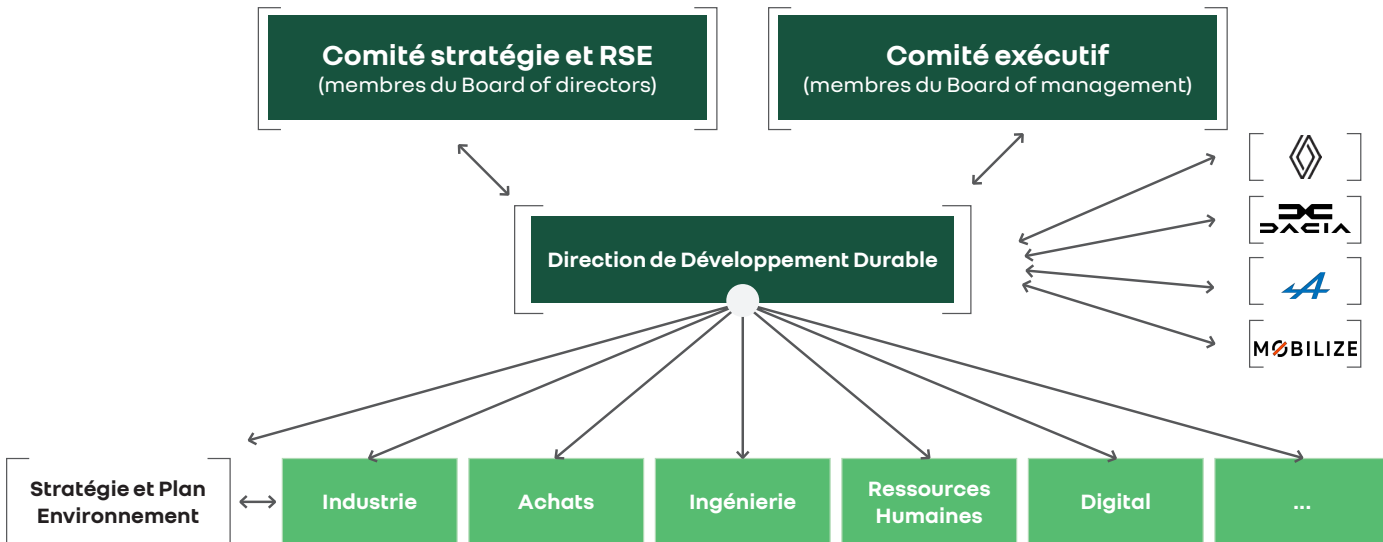 Comité stratégie et RSE
(membres du Board of directors)
Comité exécutif
(membres du Board of management)
DACIA
Direction de Développement Durable
A
MOBILIZE
Stratégie et Plan
Environnement
Industrie
Achats
Ingénierie
Ressources
Humaines
Digital
...